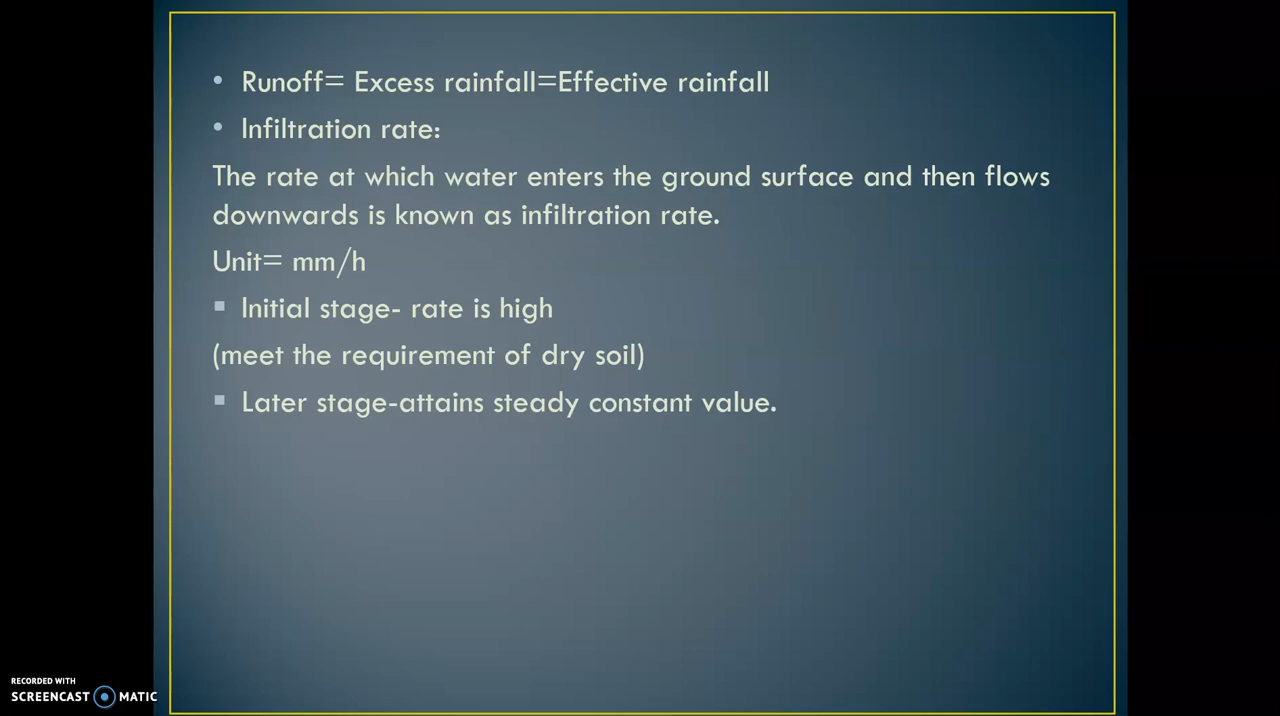 • Runoff= Excess rainfall=Effective rainfall
• Infiltration rate:
The rate at which water enters the ground surface and then flows
downwards is known as infiltration rate.
Unit= mm/h
▪ Initial stage- rate is high
(meet the requirement of dry soil)
▪ Later stage-attains steady constant value.
RECORDED WITH
SCREENCAST MATIC